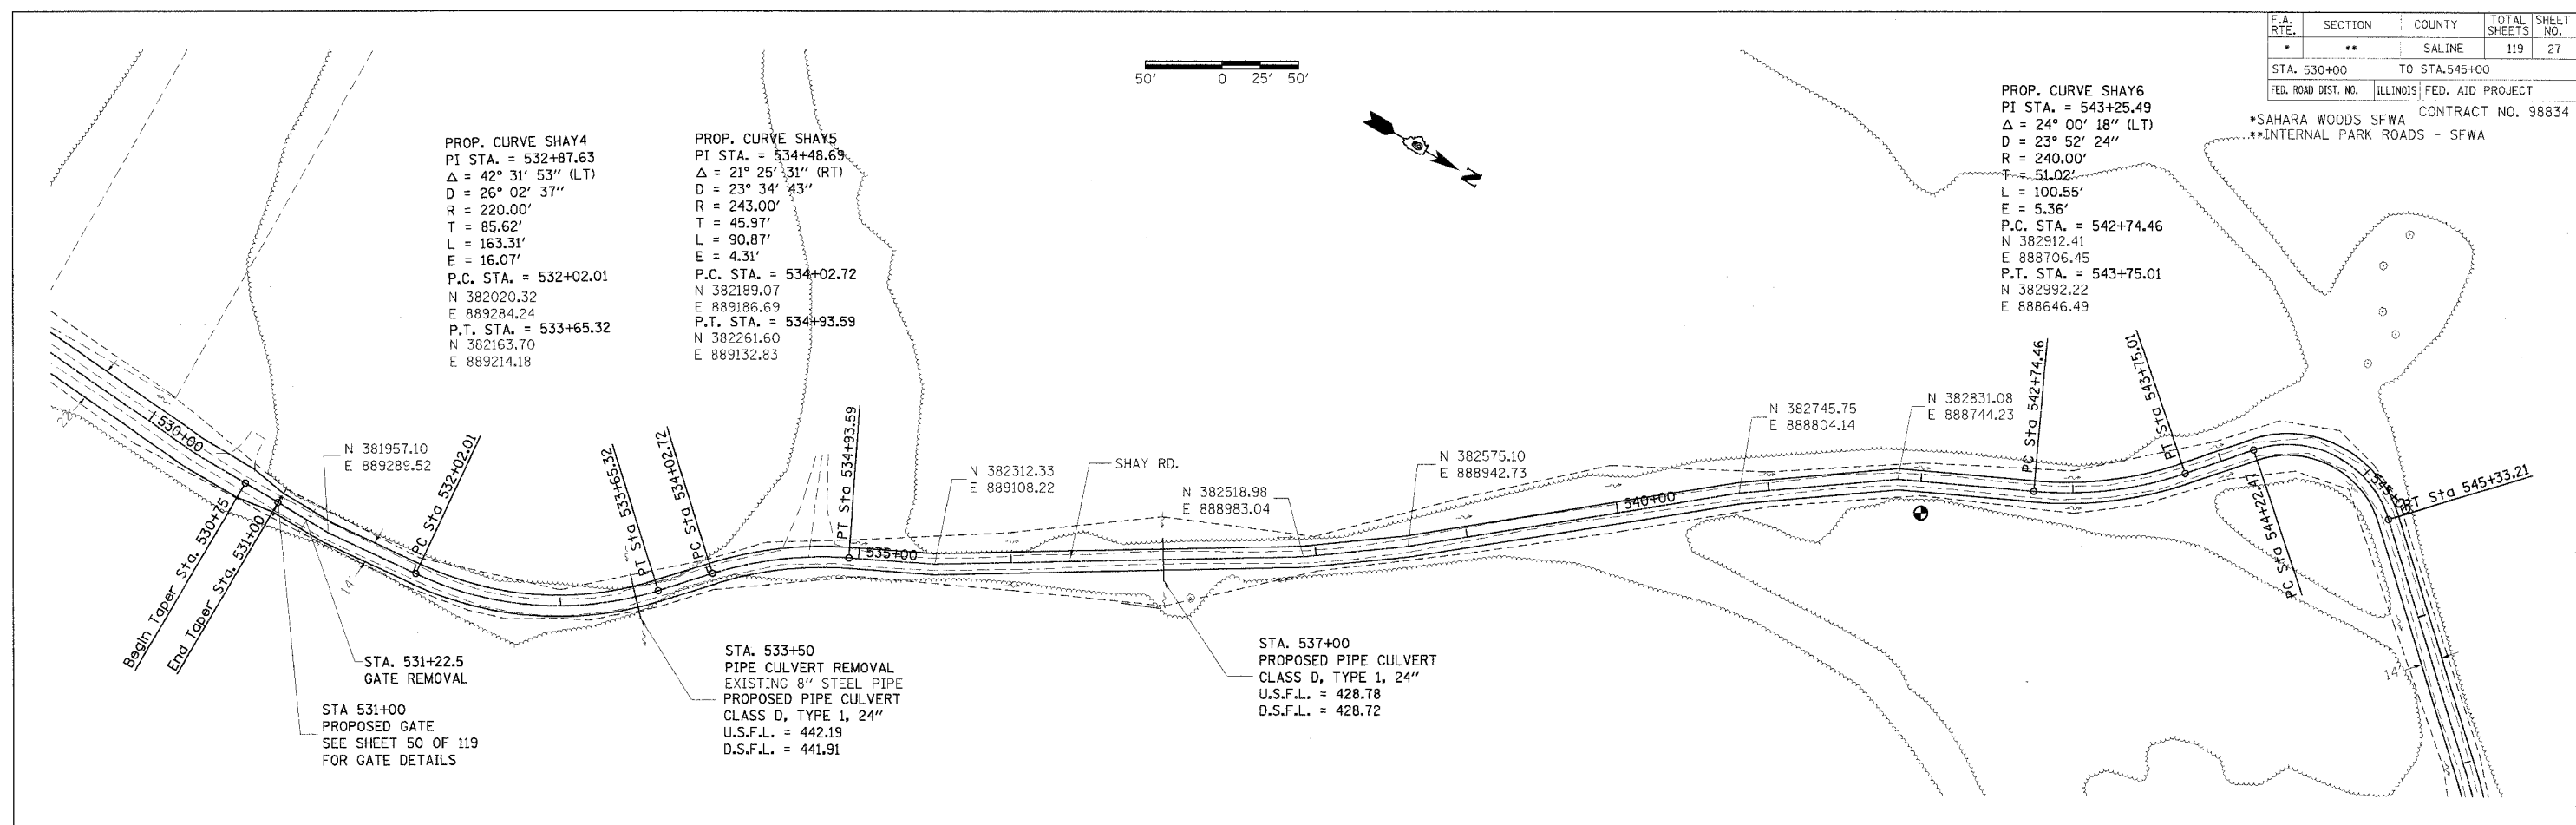 F.A. RTE. SECTION COUNTY TOTAL SHEETS SHEET NO.
* ** SALINE 119 27
STA. 530+00 TO STA.545+00
FED. ROAD DIST. NO. ILLINOIS FED. AID PROJECT
CONTRACT NO. 98834
*SAHARA WOODS SFWA
**INTERNAL PARK ROADS - SFWA
50' 0 25' 50'
N
PROP. CURVE SHAY4
PI STA. = 532+87.63
Δ = 42° 31' 53" (LT)
D = 26° 02' 37"
R = 220.00'
T = 85.62'
L = 163.31'
E = 16.07'
P.C. STA. = 532+02.01
N 382020.32
E 889284.24
P.T. STA. = 533+65.32
N 382163.70
E 889214.18
PROP. CURVE SHAY5
PI STA. = 534+48.69
Δ = 21° 25' 31" (RT)
D = 23° 34' 43"
R = 243.00'
T = 45.97'
L = 90.87'
E = 4.31'
P.C. STA. = 534+02.72
N 382189.07
E 889186.69
P.T. STA. = 534+93.59
N 382261.60
E 889132.83
PROP. CURVE SHAY6
PI STA. = 543+25.49
Δ = 24° 00' 18" (LT)
D = 23° 52' 24"
R = 240.00'
T = 51.02'
L = 100.55'
E = 5.36'
P.C. STA. = 542+74.46
N 382912.41
E 888706.45
P.T. STA. = 543+75.01
N 382992.22
E 888646.49
22'
530+00
N 381957.10
E 889289.52
PC Sta 532+02.01
14'
PT Sta 533+65.32
PC Sta 534+02.72
PT Sta 534+93.59
535+00
N 382312.33
E 889108.22
SHAY RD.
N 382518.98
E 888983.04
N 382575.10
E 888942.73
540+00
N 382745.75
E 888804.14
N 382831.08
E 888744.23
PC Sta 542+74.46
PT Sta 543+75.01
PC Sta 544+22.47
545+00
PT Sta 545+33.21
14'
Begin Taper Sta. 530+75
End Taper Sta. 531+00
STA. 531+22.5
GATE REMOVAL
STA 531+00
PROPOSED GATE
SEE SHEET 50 OF 119
FOR GATE DETAILS
STA. 533+50
PIPE CULVERT REMOVAL
EXISTING 8" STEEL PIPE
PROPOSED PIPE CULVERT
CLASS D, TYPE 1, 24"
U.S.F.L. = 442.19
D.S.F.L. = 441.91
STA. 537+00
PROPOSED PIPE CULVERT
CLASS D, TYPE 1, 24"
U.S.F.L. = 428.78
D.S.F.L. = 428.72